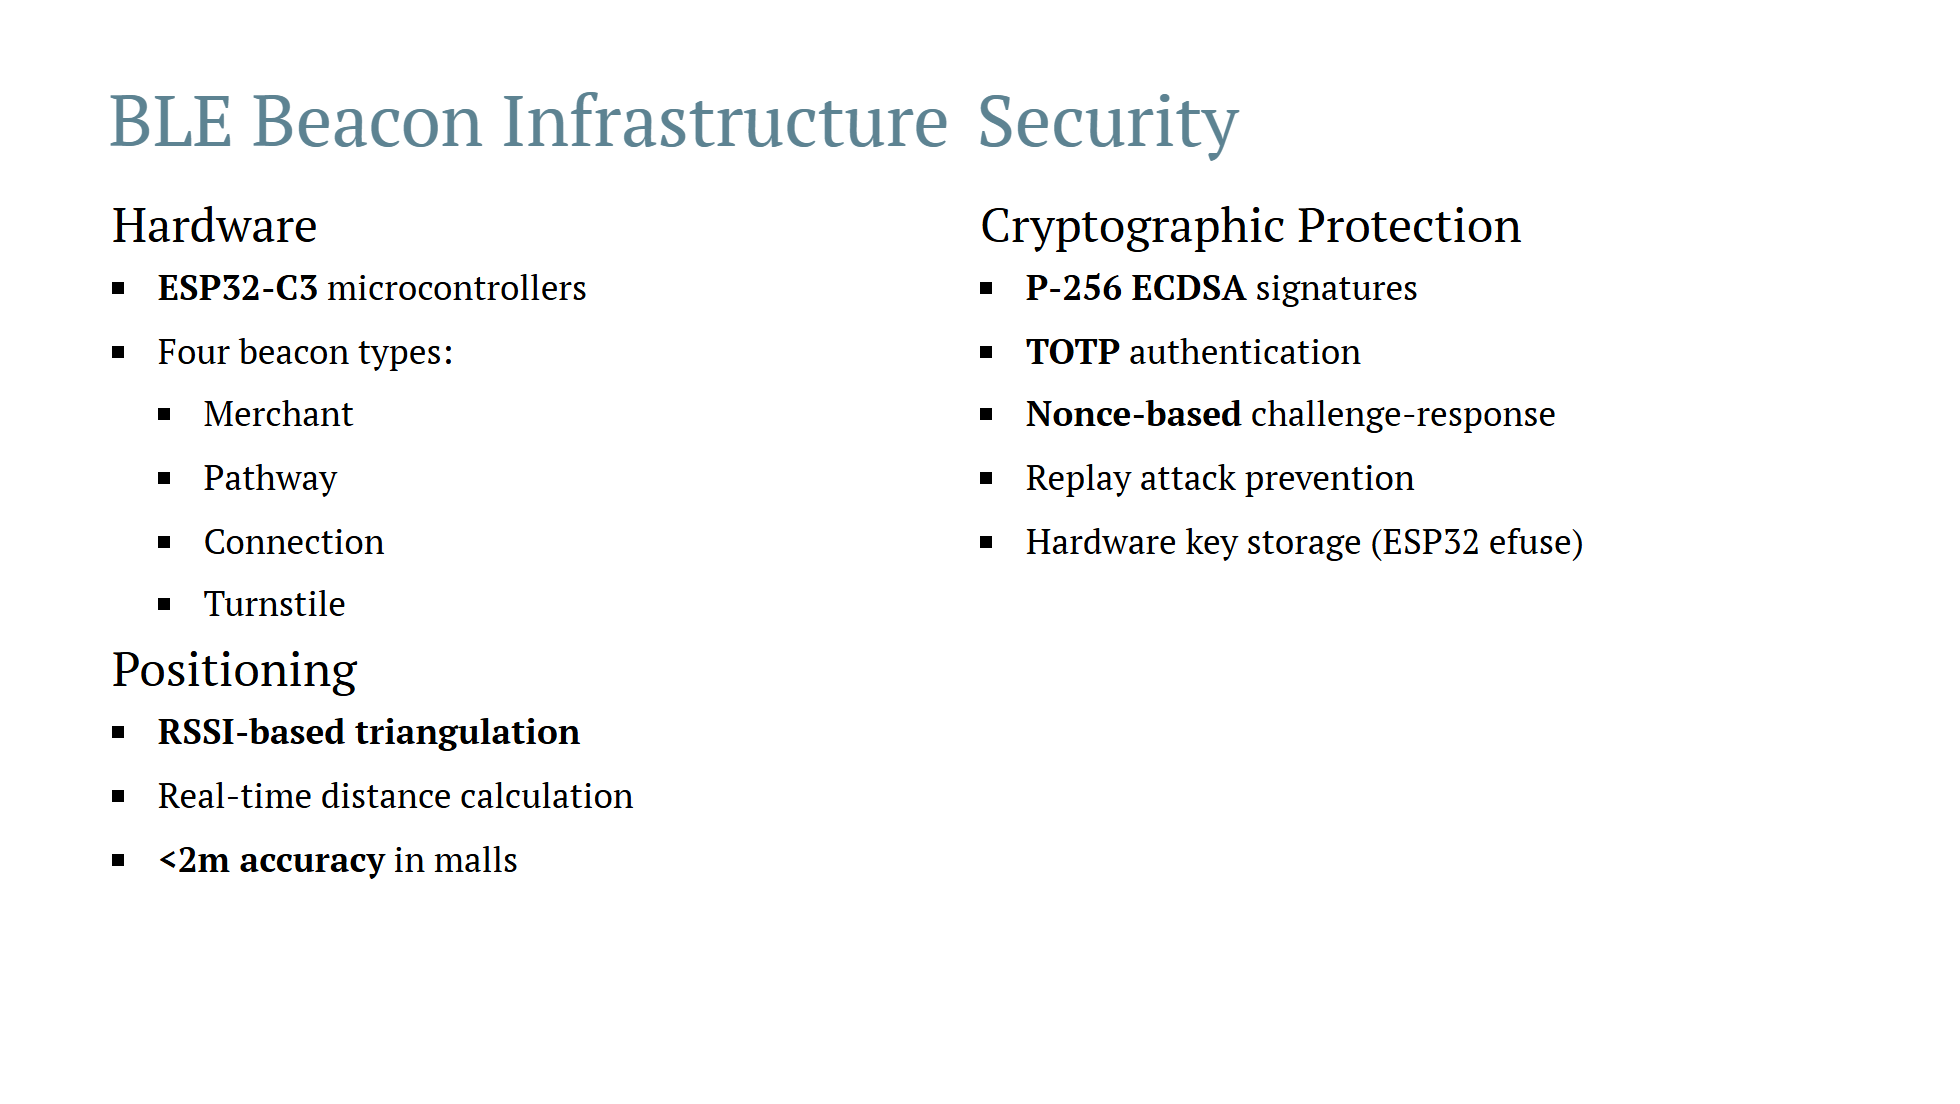 BLE Beacon Infrastructure
Hardware
▪ ESP32-C3 microcontrollers
▪ Four beacon types:
▪ Merchant
▪ Pathway
▪ Connection
▪ Turnstile
Positioning
▪ RSSI-based triangulation
▪ Real-time distance calculation
▪ <2m accuracy in malls
Security
Cryptographic Protection
▪ P-256 ECDSA signatures
▪ TOTP authentication
▪ Nonce-based challenge-response
▪ Replay attack prevention
▪ Hardware key storage (ESP32 efuse)